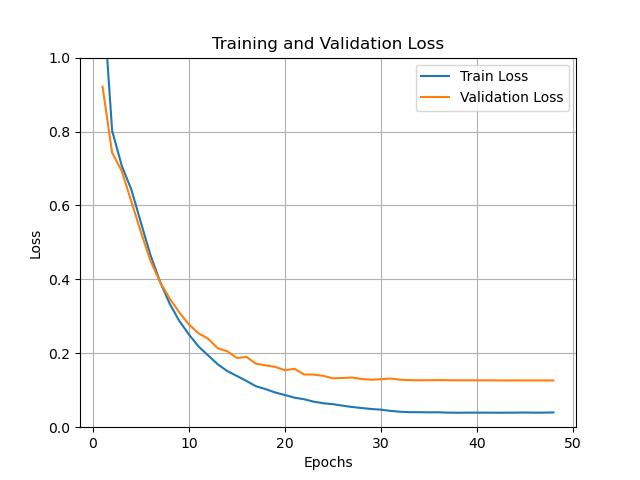 Training and Validation Loss
Train Loss
Validation Loss
Loss
1.0
0.8
0.6
0.4
0.2
0.0
0 10 20 30 40 50
Epochs